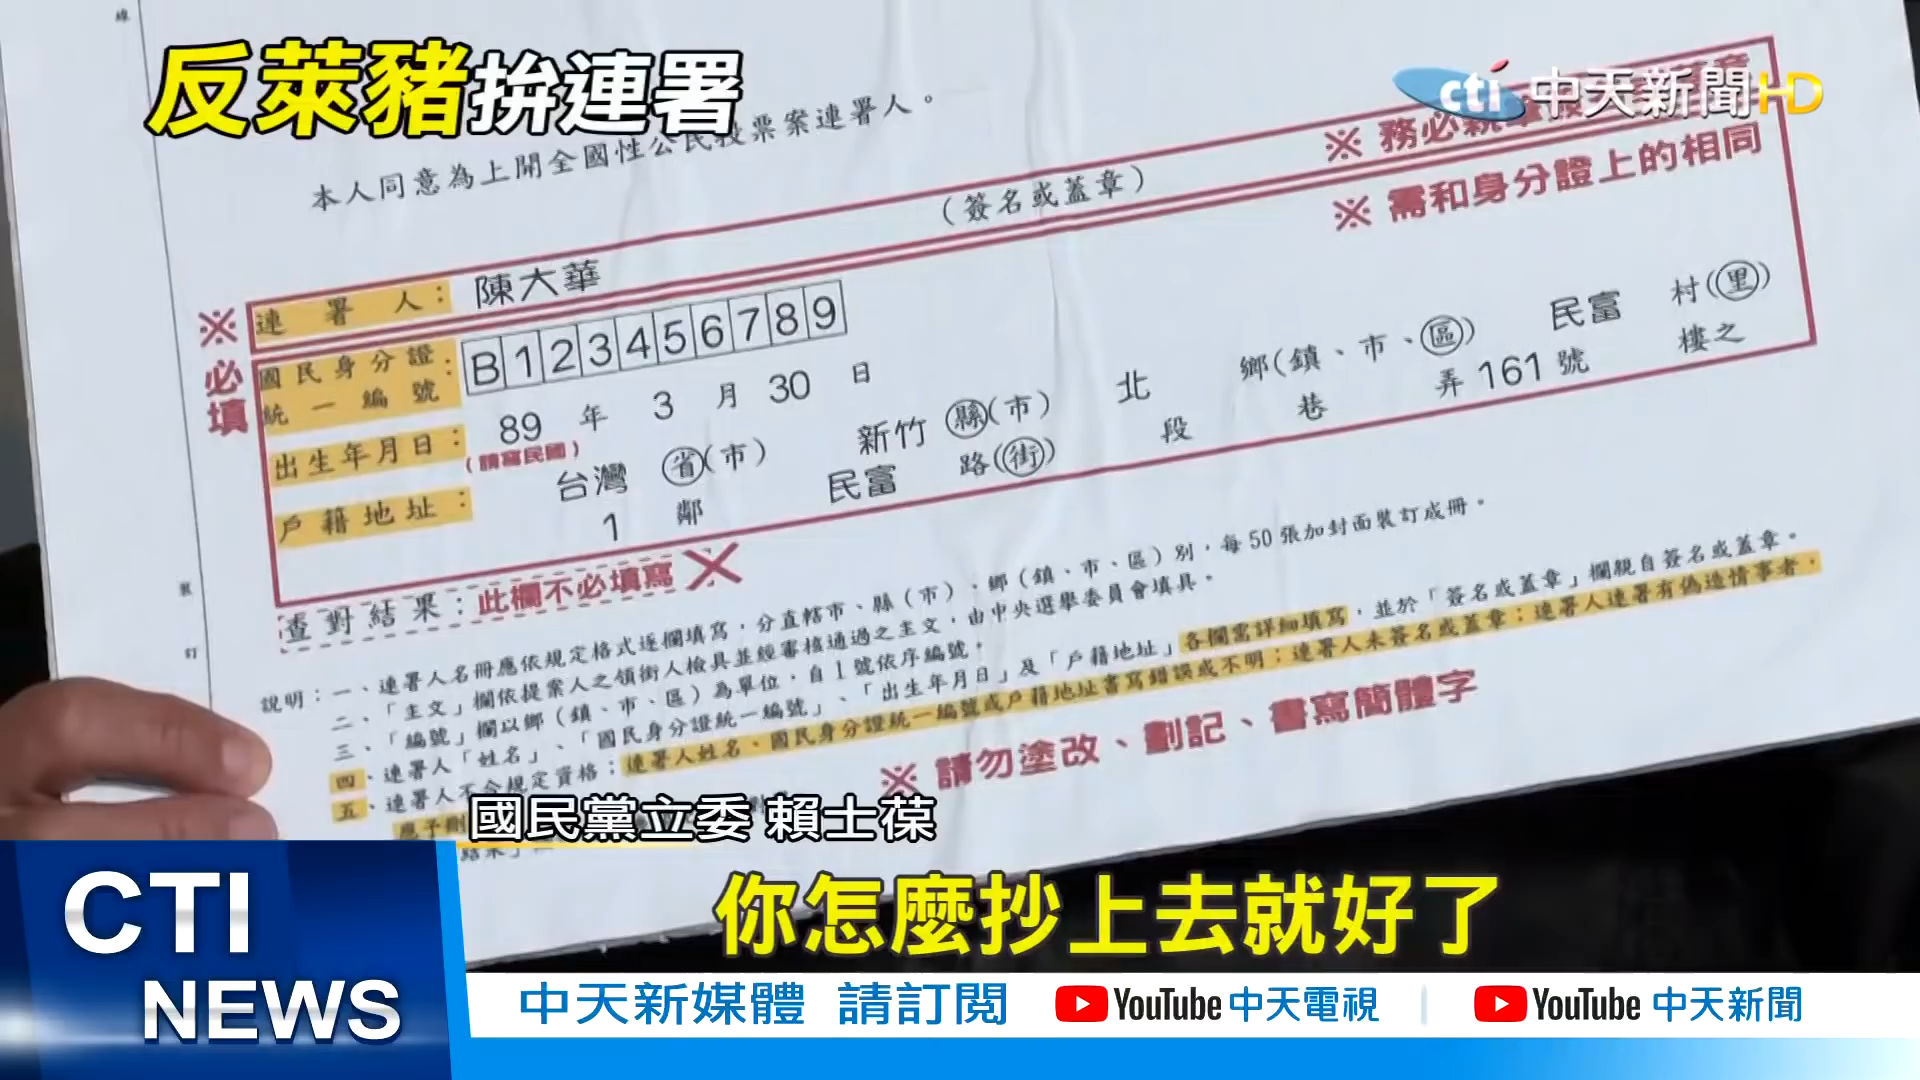 反萊豬拚連署
cti 中天新聞HD
本人同意為上開全國性公民投票案連署人。
(簽名或蓋章)
※ 務必親
※ 需和身分證上的相同
※必填
連署人: 陳大華
國民身分證統一編號: B123456789
出生年月日: 89 年 3 月 30 日
(請寫民國)
戶籍地址: 台灣 省(市) 新竹 縣(市) 北 鄉(鎮、市、區) 民富 村(里)
1 鄰 民富 路(街) 段 巷 弄 161 號 樓之
查對結果: 此欄不必填寫 ×
說明:一、連署人名冊應依規定格式逐欄填寫,分直轄市、縣(市)、鄉(鎮、市、區)別,每50張加封面裝訂成冊。
二、「主文」欄依提案人之領銜人檢具並經審核通過之主文,由中央選舉委員會填具。
三、「編號」欄以鄉(鎮、市、區)為單位,自1號依序編號。
四、連署人「姓名」、「國民身分證統一編號」、「出生年月日」及「戶籍地址」各欄需詳細填寫,並於「簽名或蓋章」欄親自簽名或蓋章。
五、連署人不合規定資格;連署人姓名、國民身分證統一編號或戶籍地址書寫錯誤或不明;連署人未簽名或蓋章;連署人連署有偽造情事者,
應予刪
※ 請勿塗改、劃記、書寫簡體字
裝
訂
線
國民黨立委 賴士葆
你怎麼抄上去就好了
CTI
NEWS
中天新媒體 請訂閱 YouTube 中天電視 | YouTube 中天新聞